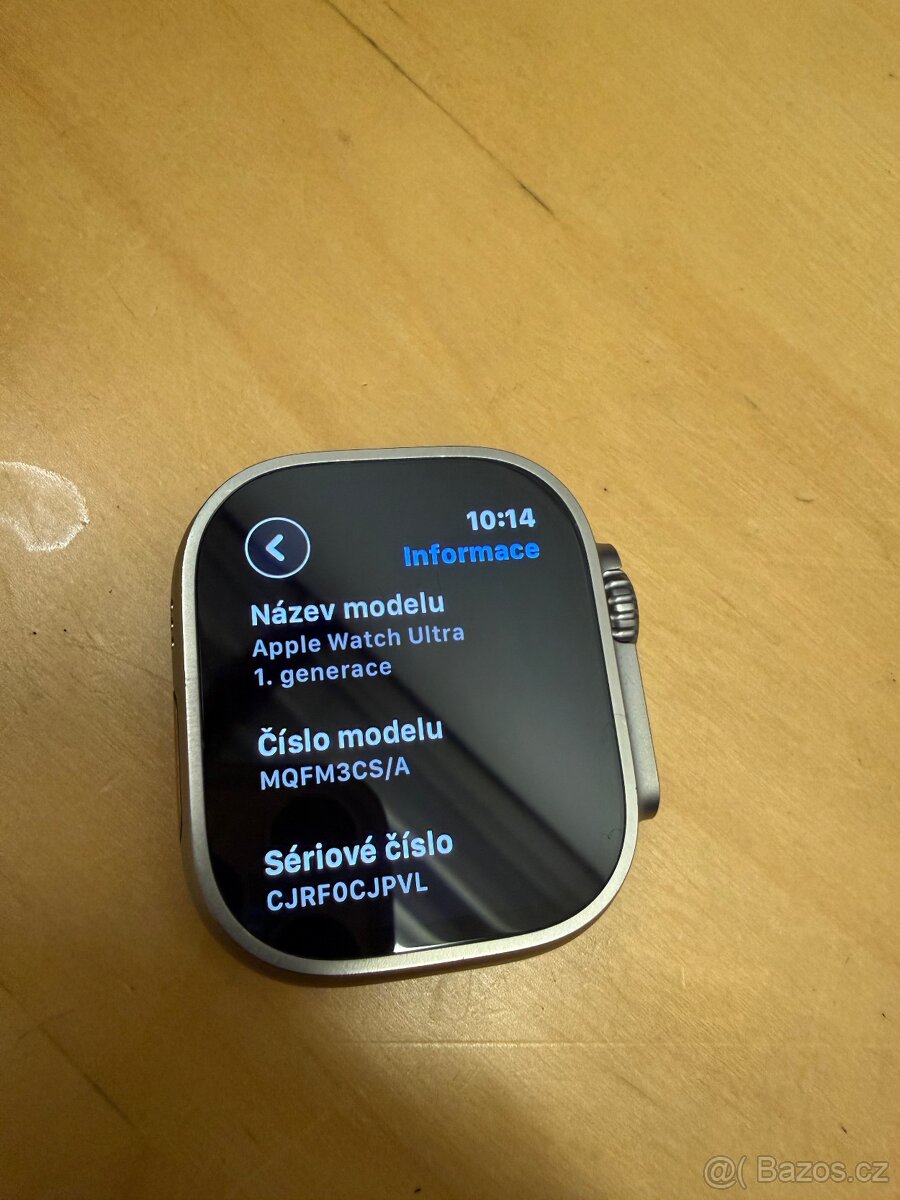 10:14
Informace
Název modelu
Apple Watch Ultra
1. generace
Číslo modelu
MQFM3CS/A
Sériové číslo
CJRF0CJPVL
@( Bazos.cz